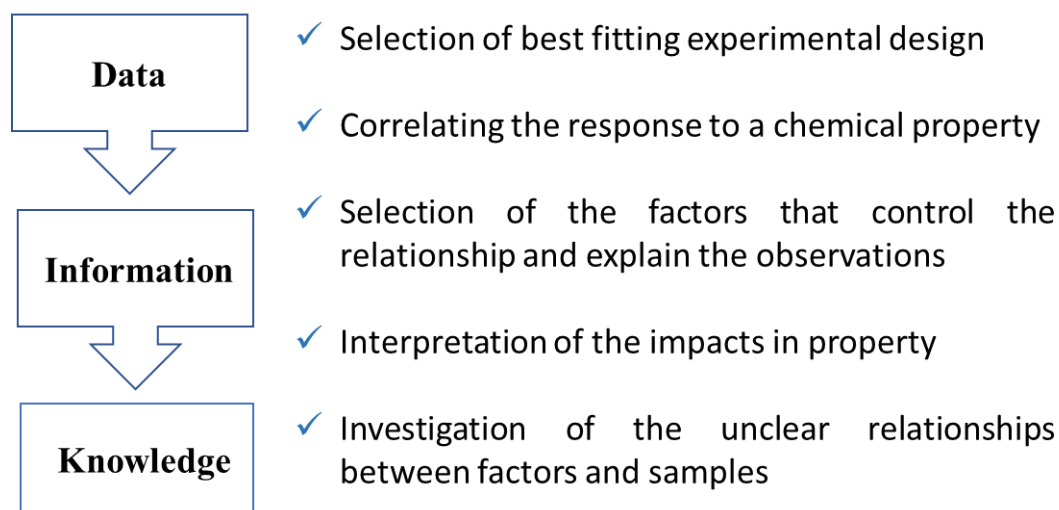 Data
Information
Knowledge
✓ Selection of best fitting experimental design
✓ Correlating the response to a chemical property
✓ Selection of the factors that control the
relationship and explain the observations
✓ Interpretation of the impacts in property
✓ Investigation of the unclear relationships
between factors and samples